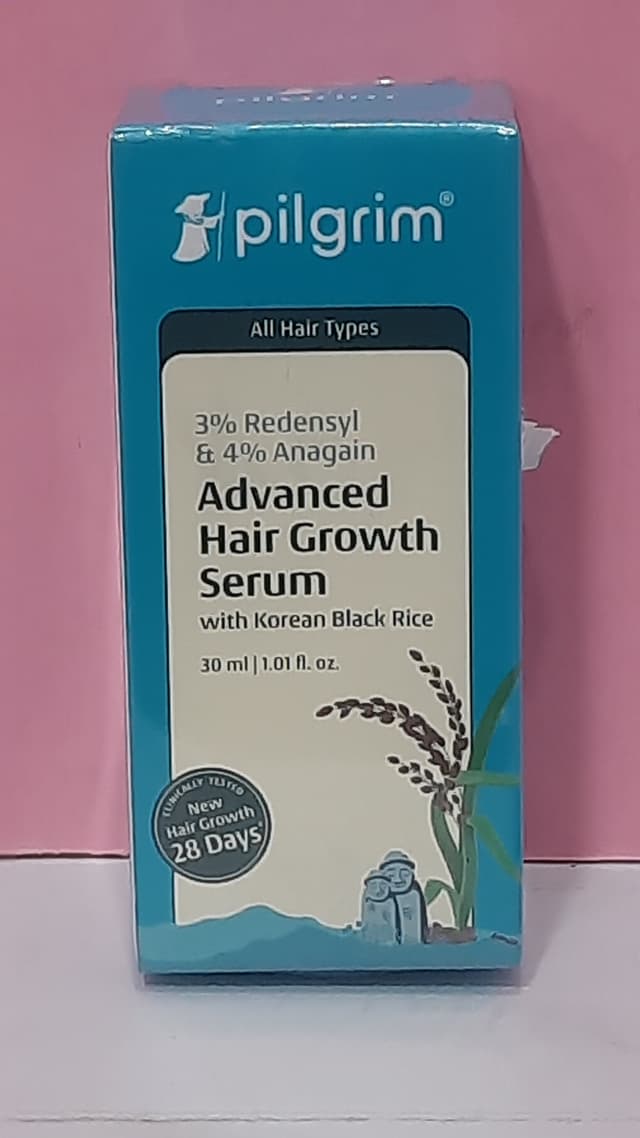 pilgrim®
All Hair Types
3% Redensyl
& 4% Anagain
Advanced
Hair Growth
Serum
with Korean Black Rice
30 ml | 1.01 fl. oz.
CLINICALLY TESTED
New
Hair Growth
28 Days